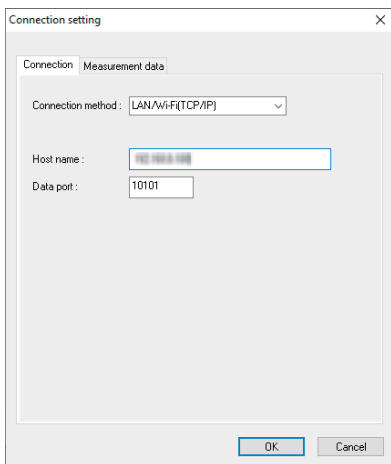 Connection setting
Connection Measurement data
Connection method : LAN/Wi-Fi(TCP/IP)
Host name :
Data port : 10101
OK Cancel